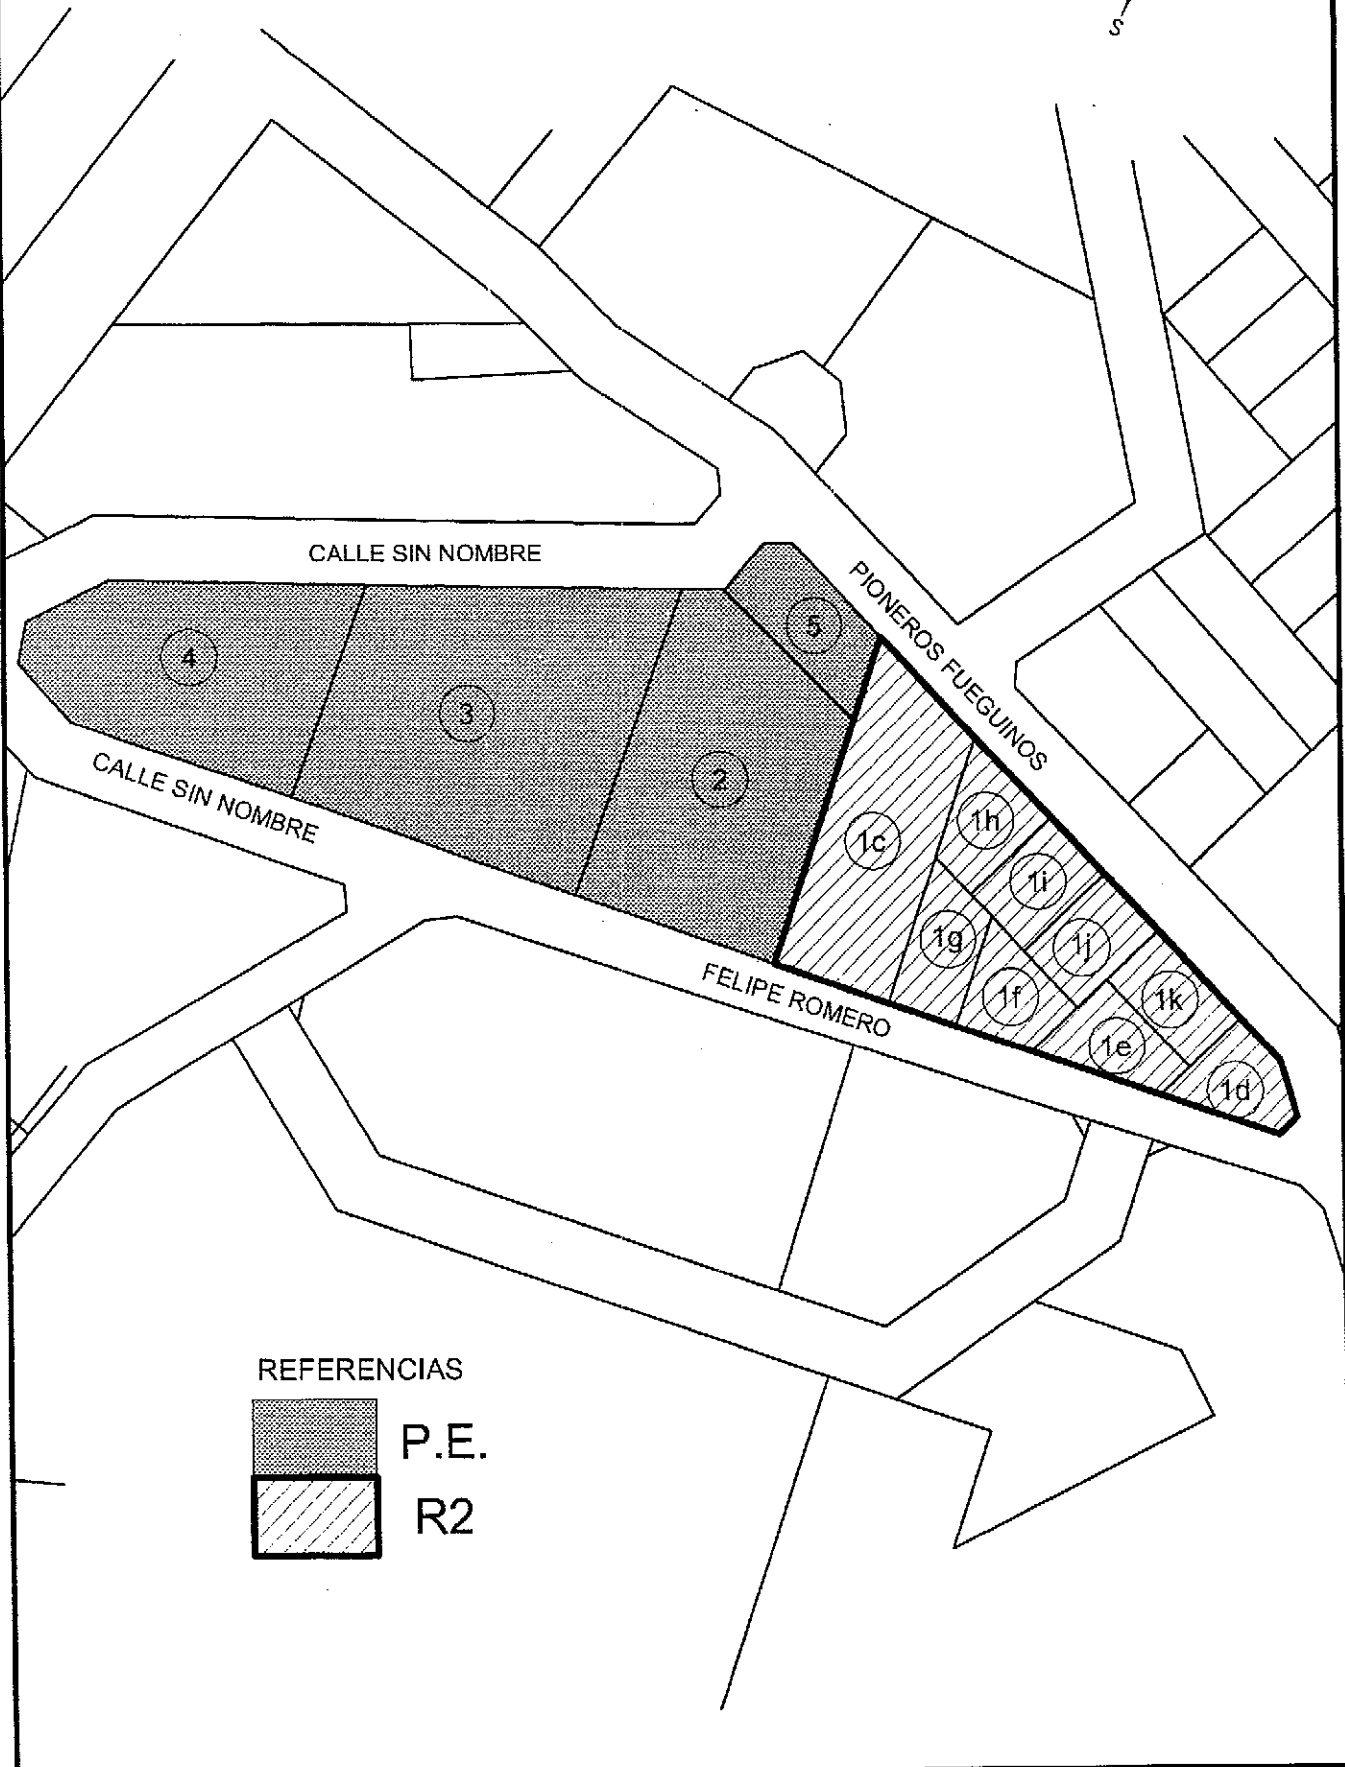 S
CALLE SIN NOMBRE
PIONEROS FUEGUINOS
5
4
3
2
CALLE SIN NOMBRE
1c
1h
1i
1g
1j
1f
1k
1e
1d
FELIPE ROMERO
REFERENCIAS
P.E.
R2